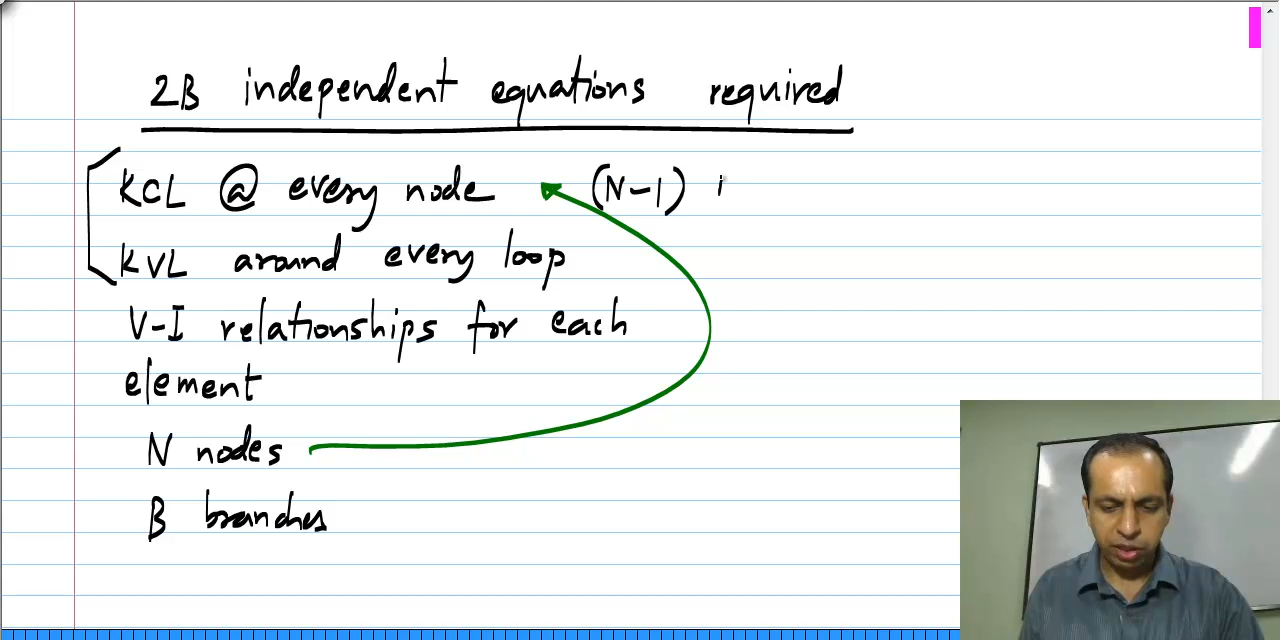 2B independent equations required
KCL @ every node (N-1) i
KVL around every loop
V-I relationships for each
element
N nodes
B branches